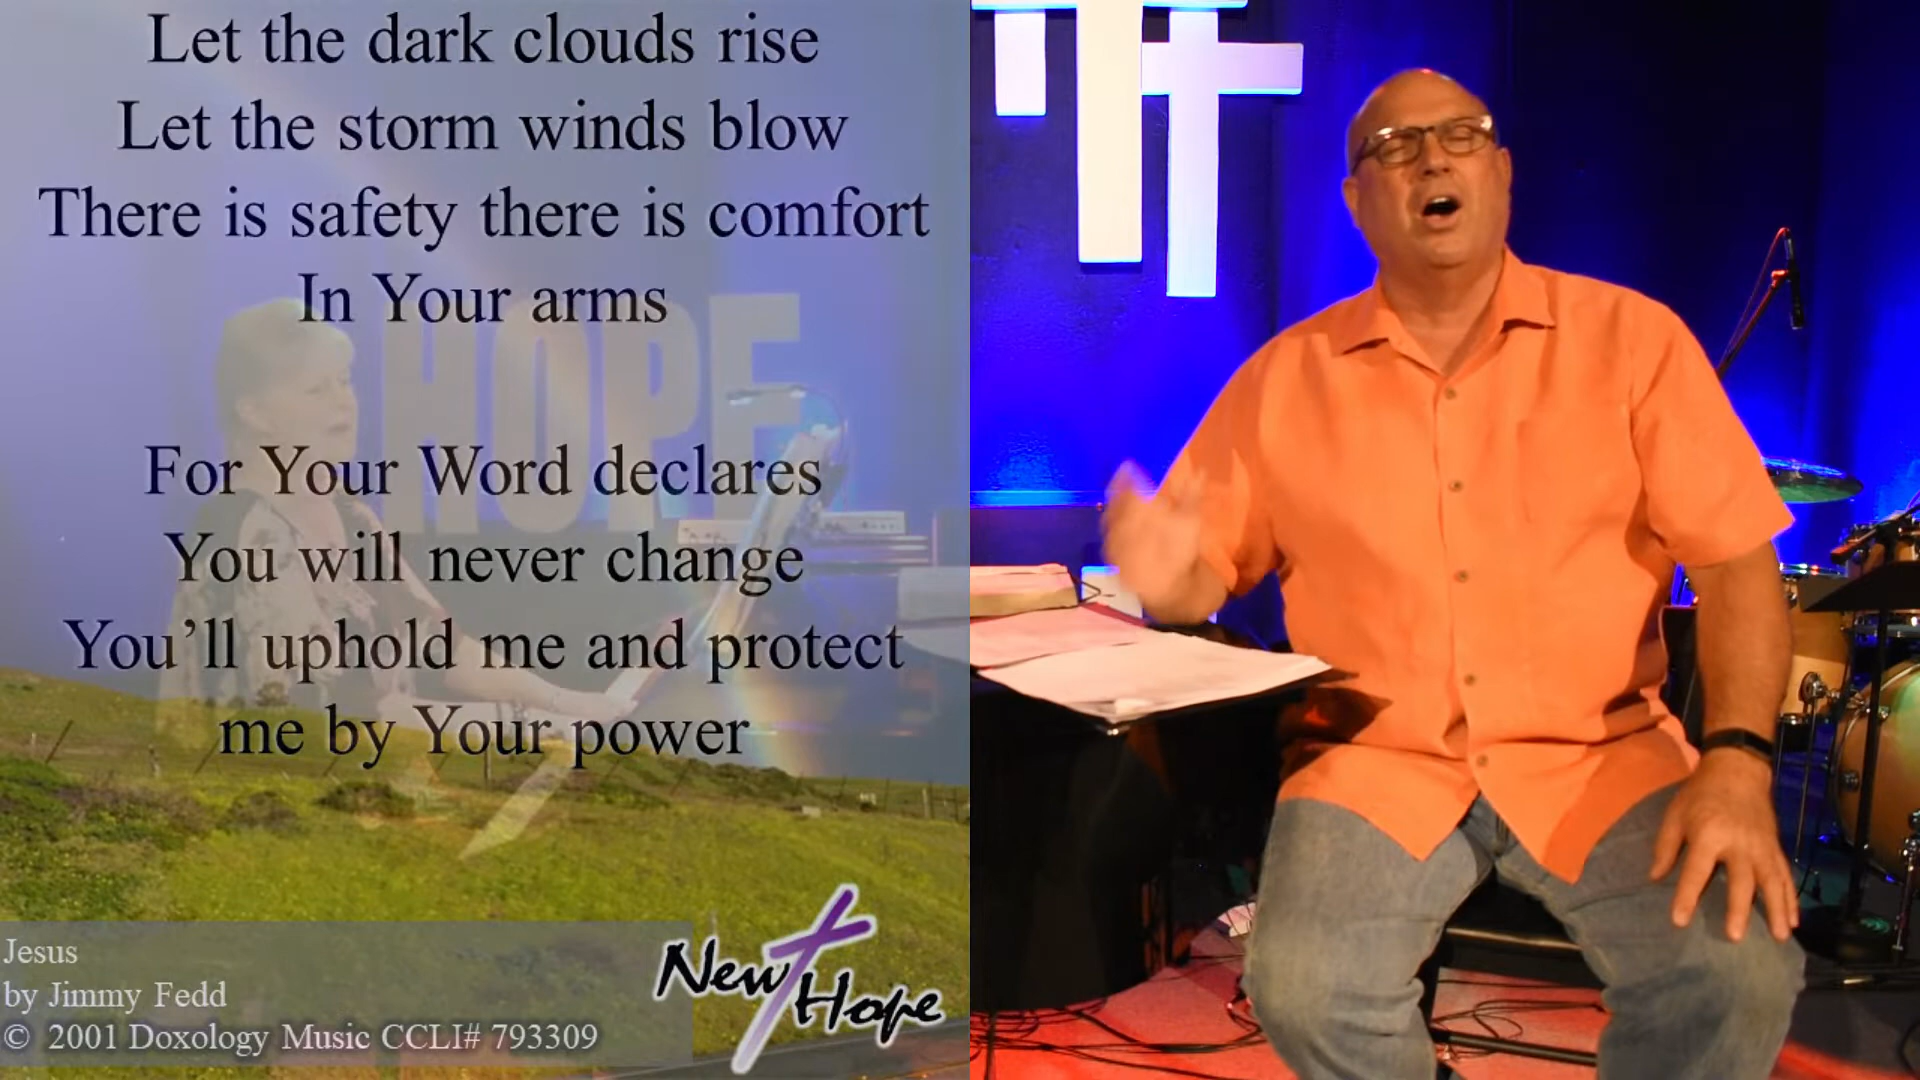 Let the dark clouds rise
Let the storm winds blow
There is safety there is comfort
In Your arms
HOPE
For Your Word declares
You will never change
You’ll uphold me and protect
me by Your power
Jesus
by Jimmy Fedd
© 2001 Doxology Music CCLI# 793309
New Hope